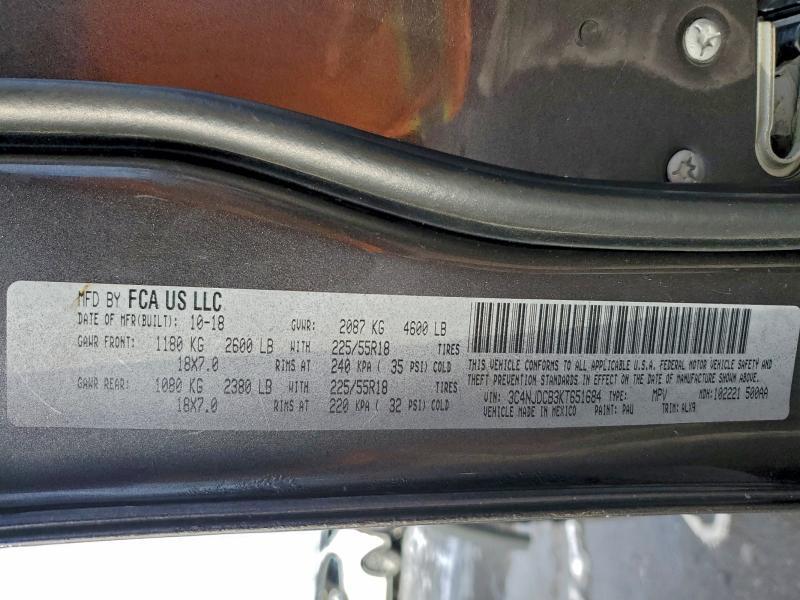 MFD BY FCA US LLC
DATE OF MFR(BUILT): 10-18 GVWR: 2087 KG 4600 LB
GAWR FRONT: 1180 KG 2600 LB WITH 225/55R18 TIRES
18X7.0 RIMS AT 240 KPA ( 35 PSI) COLD
GAWR REAR: 1080 KG 2380 LB WITH 225/55R18 TIRES
18X7.0 RIMS AT 220 KPA ( 32 PSI) COLD
THIS VEHICLE CONFORMS TO ALL APPLICABLE U.S.A. FEDERAL MOTOR VEHICLE SAFETY AND
THEFT PREVENTION STANDARDS IN EFFECT ON THE DATE OF MANUFACTURE SHOWN ABOVE.
VIN: 3C4NJDCB3KT651684 TYPE: MPV MDH: 102221 500AA
VEHICLE MADE IN MEXICO PAINT: PAU TRIM: ALX9